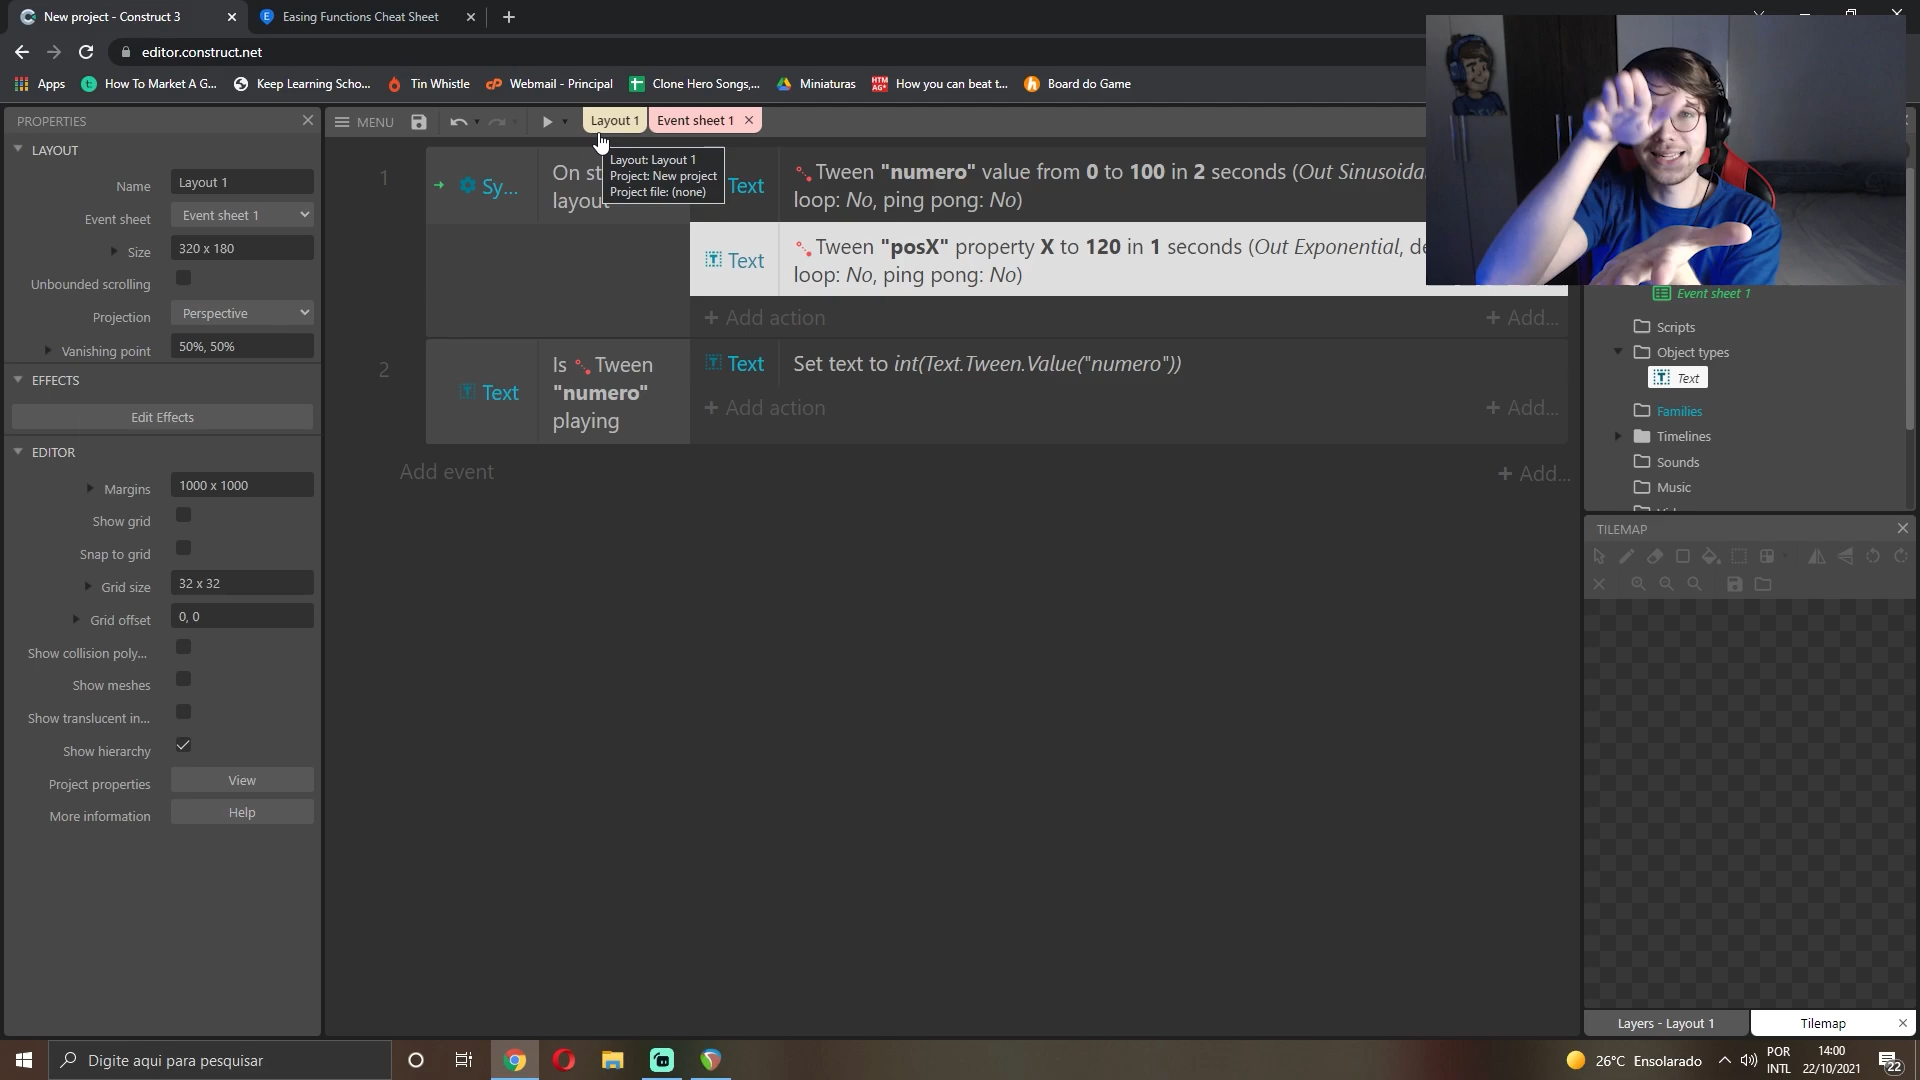 New project - Construct 3
Easing Functions Cheat Sheet
editor.construct.net
Apps
How To Market A G...
Keep Learning Scho...
Tin Whistle
Webmail - Principal
Clone Hero Songs,...
Miniaturas
How you can beat t...
Board do Game
PROPERTIES
MENU
Layout 1
Event sheet 1
LAYOUT
Name
Layout 1
Event sheet
Event sheet 1
Size
320 x 180
Unbounded scrolling
Projection
Perspective
Vanishing point
50%, 50%
EFFECTS
Edit Effects
EDITOR
Margins
1000 x 1000
Show grid
Snap to grid
Grid size
32 x 32
Grid offset
0, 0
Show collision poly...
Show meshes
Show translucent in...
Show hierarchy
Project properties
View
More information
Help
1
Sy...
On st
layout
Layout: Layout 1
Project: New project
Project file: (none)
Text
Tween "numero" value from 0 to 100 in 2 seconds (Out Sinusoida
loop: No, ping pong: No)
Text
Tween "posX" property X to 120 in 1 seconds (Out Exponential, de
loop: No, ping pong: No)
+ Add action
+ Add...
2
Text
Is Tween
"numero"
playing
Text
Set text to int(Text.Tween.Value("numero"))
+ Add action
+ Add...
Add event
+ Add...
Event sheet 1
Scripts
Object types
Text
Families
Timelines
Sounds
Music
TILEMAP
Layers - Layout 1
Tilemap
Digite aqui para pesquisar
26°C Ensolarado
POR
INTL
14:00
22/10/2021
22